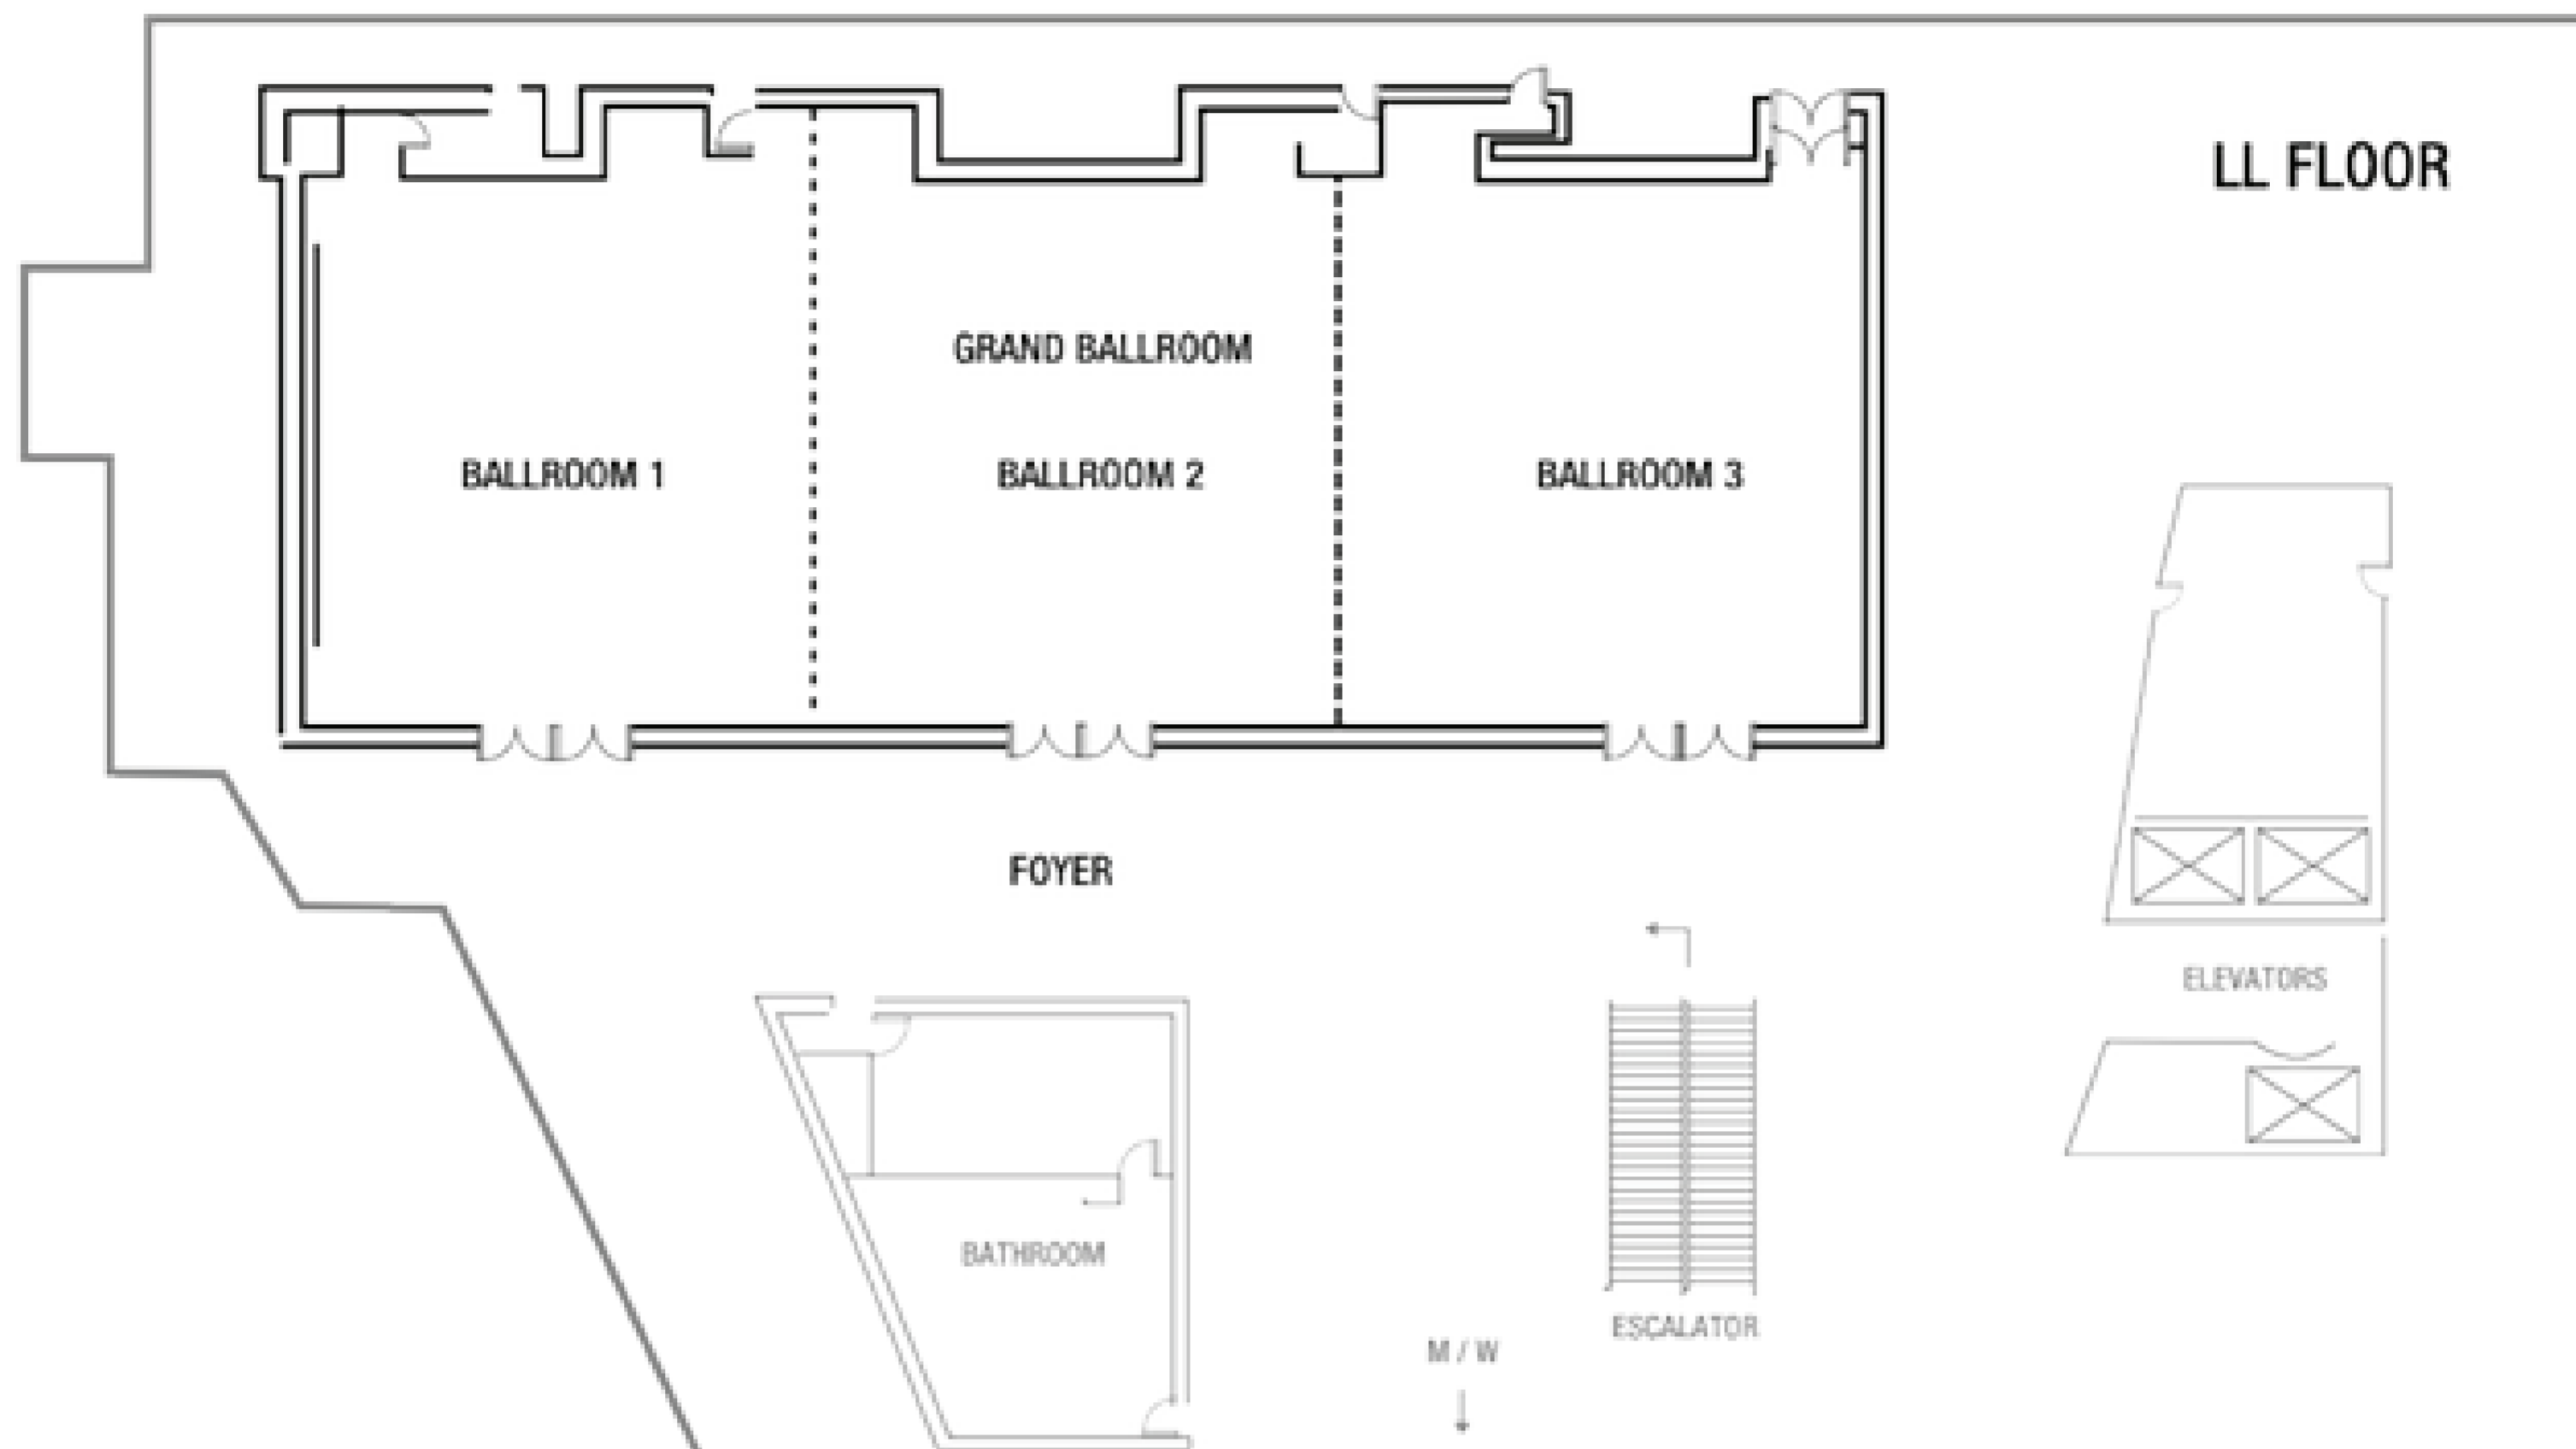 LL FLOOR
GRAND BALLROOM
BALLROOM 1
BALLROOM 2
BALLROOM 3
FOYER
ELEVATORS
BATHROOM
ESCALATOR
M / W